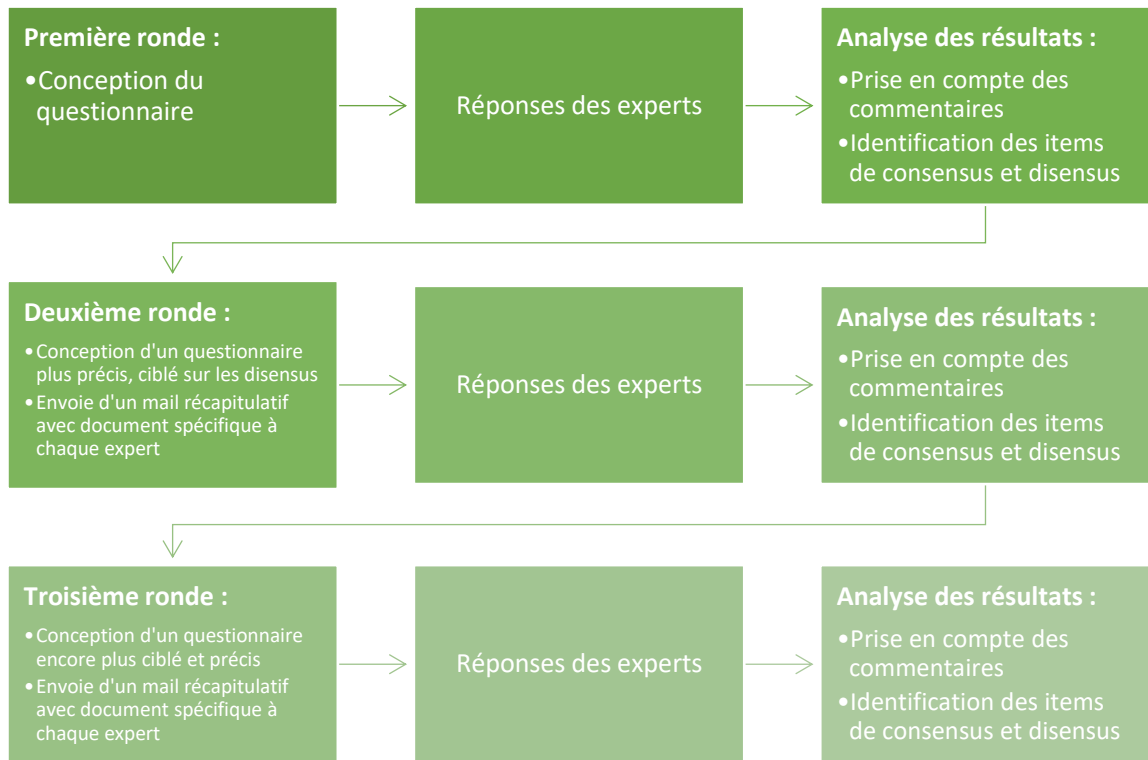 Première ronde :
•Conception du
questionnaire
Réponses des experts
Analyse des résultats :
•Prise en compte des
commentaires
•Identification des items
de consensus et disensus
Deuxième ronde :
•Conception d'un questionnaire
plus précis, ciblé sur les disensus
•Envoie d'un mail récapitulatif
avec document spécifique à
chaque expert
Réponses des experts
Analyse des résultats :
•Prise en compte des
commentaires
•Identification des items
de consensus et disensus
Troisième ronde :
•Conception d'un questionnaire
encore plus ciblé et précis
•Envoie d'un mail récapitulatif
avec document spécifique à
chaque expert
Réponses des experts
Analyse des résultats :
•Prise en compte des
commentaires
•Identification des items
de consensus et disensus